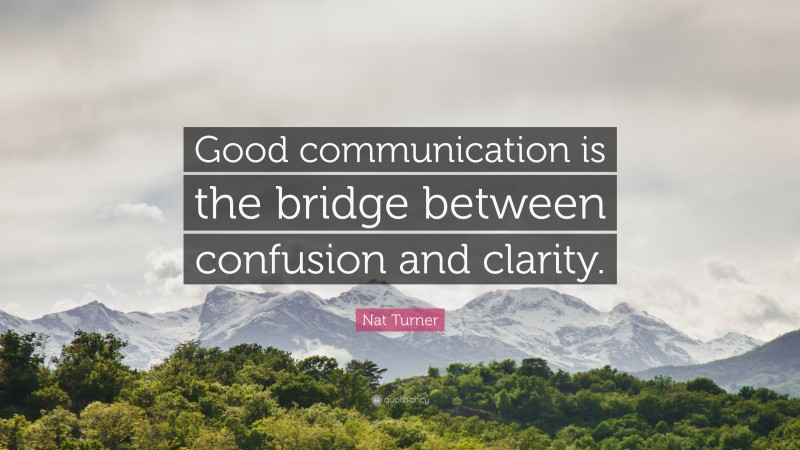 Good communication is
the bridge between
confusion and clarity.
Nat Turner
quotefancy